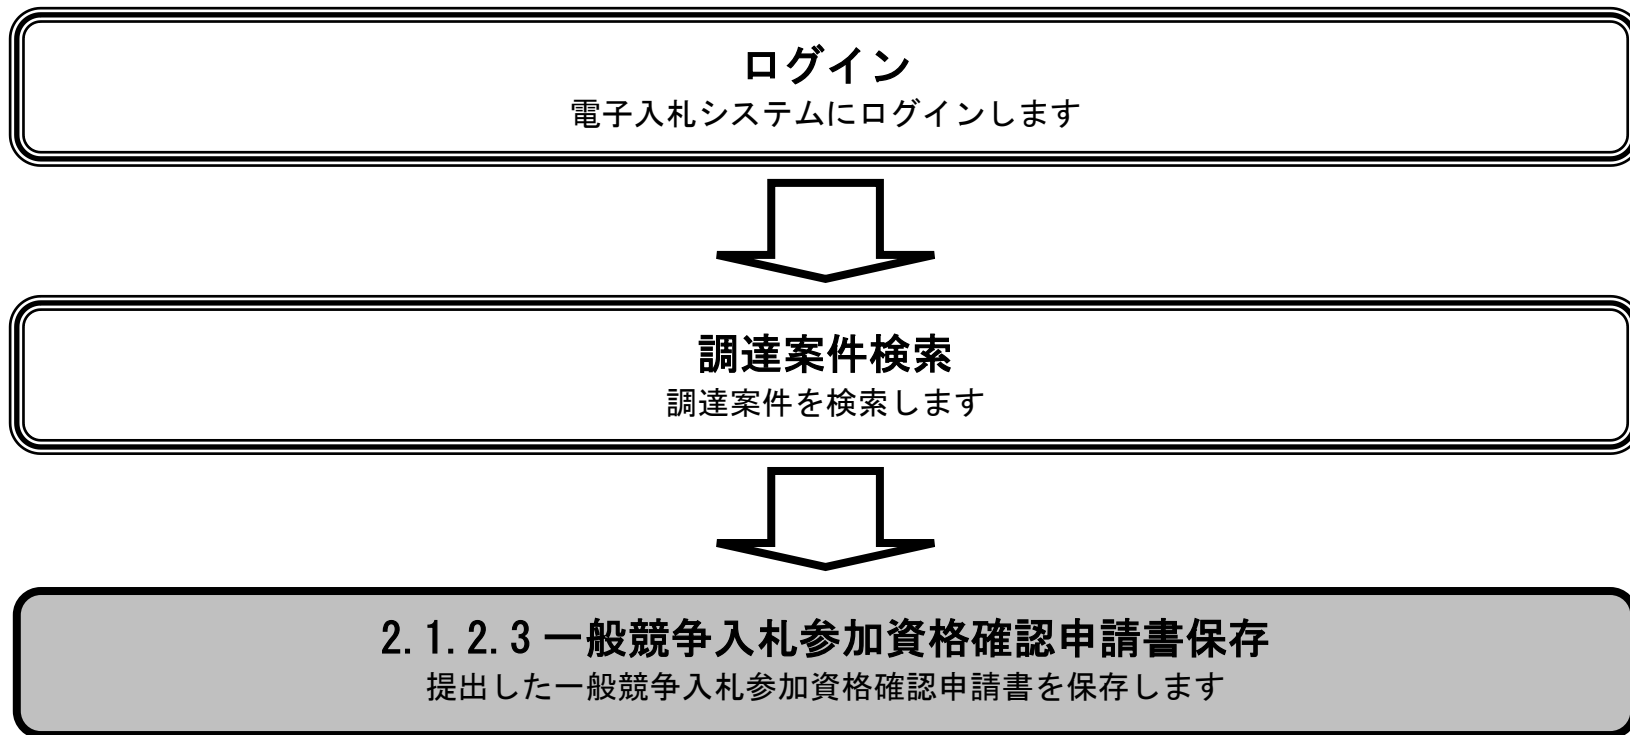 ログイン
電子入札システムにログインします
調達案件検索
調達案件を検索します
2.1.2.3 一般競争入札参加資格確認申請書保存
提出した一般競争入札参加資格確認申請書を保存します